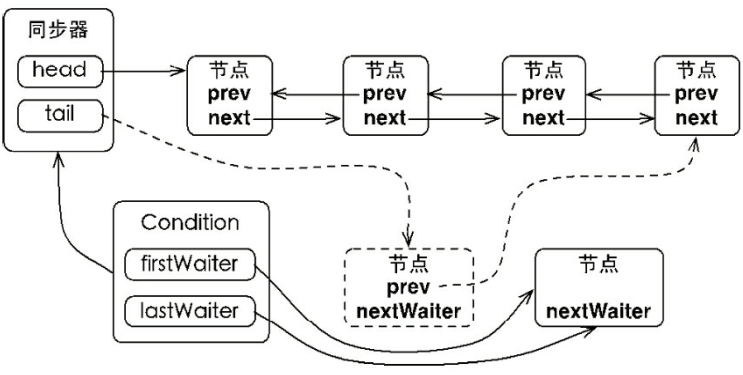 同步器
head
tail
节点
prev
next
节点
prev
next
节点
prev
next
节点
prev
next
Condition
firstWaiter
lastWaiter
节点
prev
nextWaiter
节点
nextWaiter